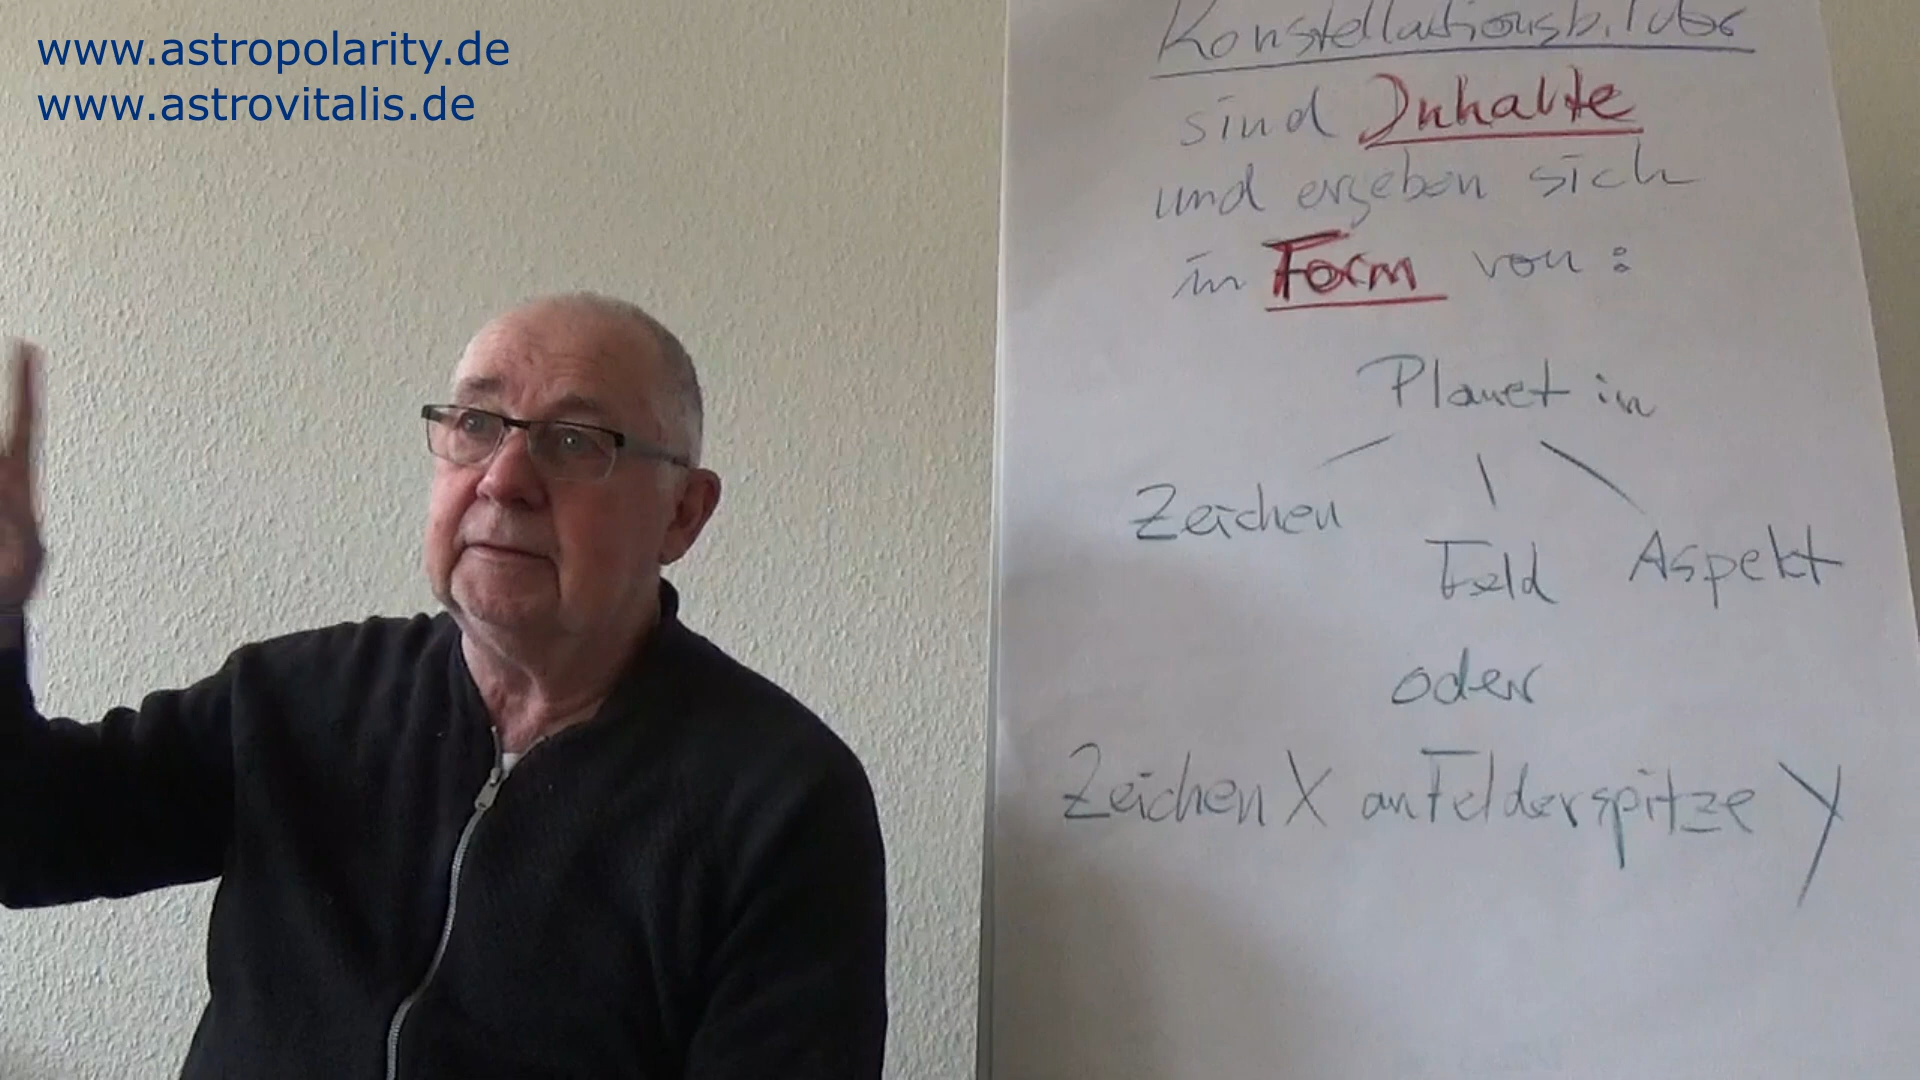 www.astropolarity.de
www.astrovitalis.de
Konstellationsbilder
sind Inhalte
und ergeben sich
in Form von :
Planet in
Zeichen
Feld
Aspekt
oder
Zeichen X an Felderspitze Y